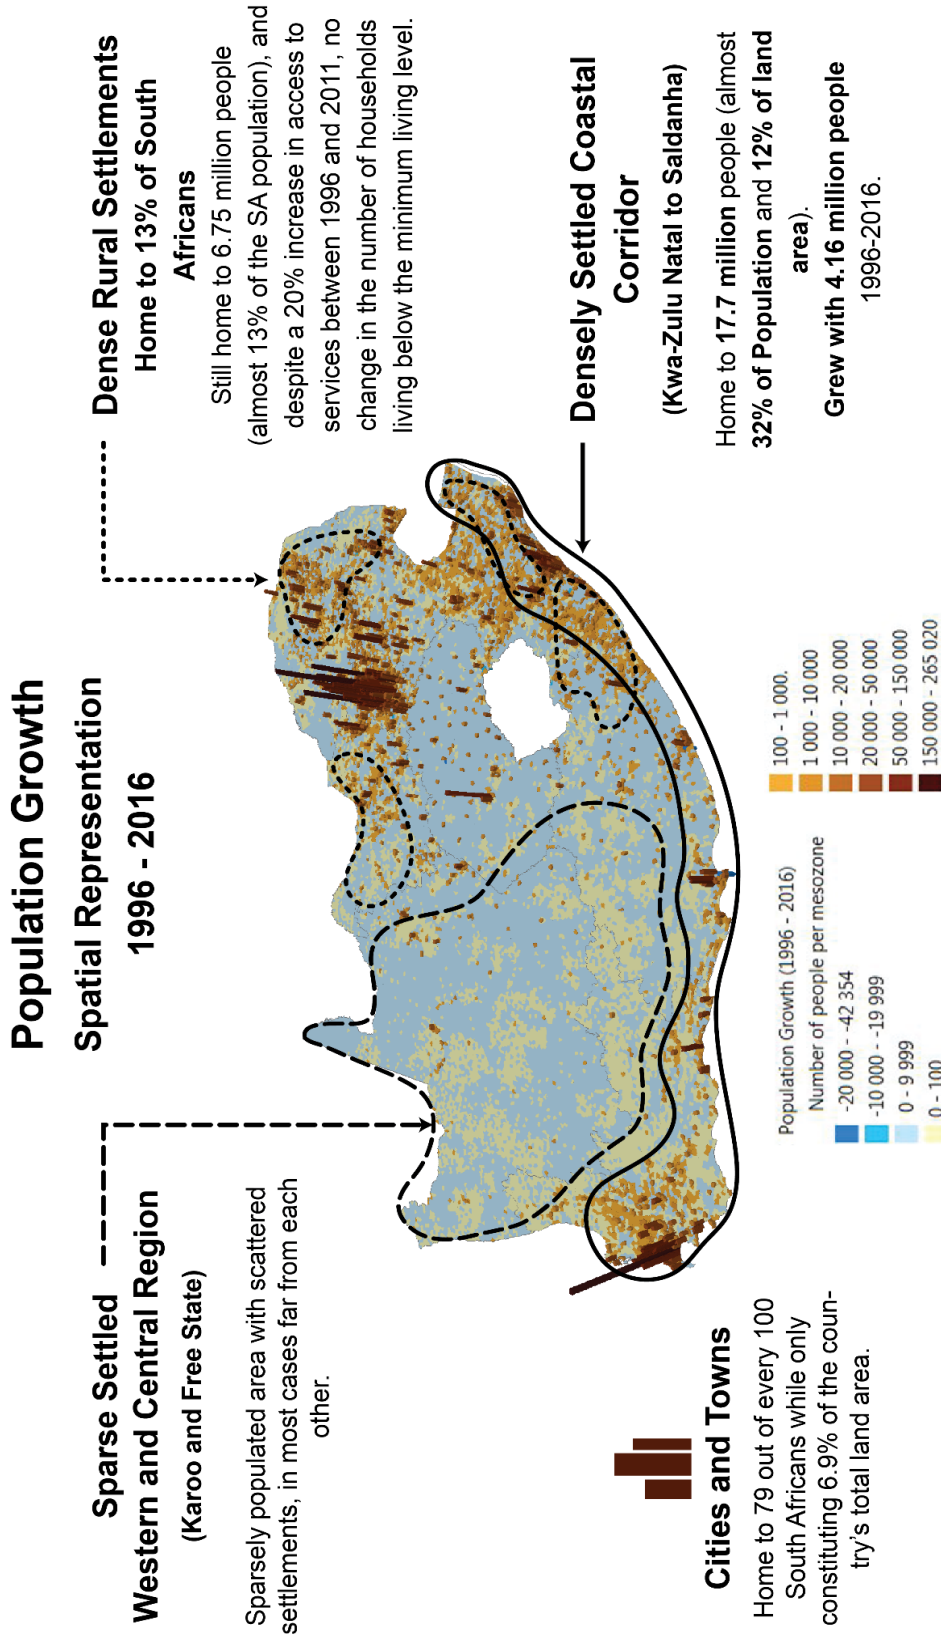 Population Growth
Spatial Representation
1996 - 2016
Sparse Settled
Western and Central Region
(Karoo and Free State)
Sparsely populated area with scattered
settlements, in most cases far from each
other.
Dense Rural Settlements
Home to 13% of South
Africans
Still home to 6.75 million people
(almost 13% of the SA population), and
despite a 20% increase in access to
services between 1996 and 2011, no
change in the number of households
living below the minimum living level.
Densely Settled Coastal
Corridor
(Kwa-Zulu Natal to Saldanha)
Home to 17.7 million people (almost
32% of Population and 12% of land
area).
Grew with 4.16 million people
1996-2016.
Cities and Towns
Home to 79 out of every 100
South Africans while only
constituting 6.9% of the coun-
try's total land area.
Population Growth (1996 - 2016)
Number of people per mesozone
-20 000 - -42 354
-10 000 - -19 999
0 - 9 999
0 - 100
100 - 1 000.
1 000 - 10 000
10 000 - 20 000
20 000 - 50 000
50 000 - 150 000
150 000 - 265 020